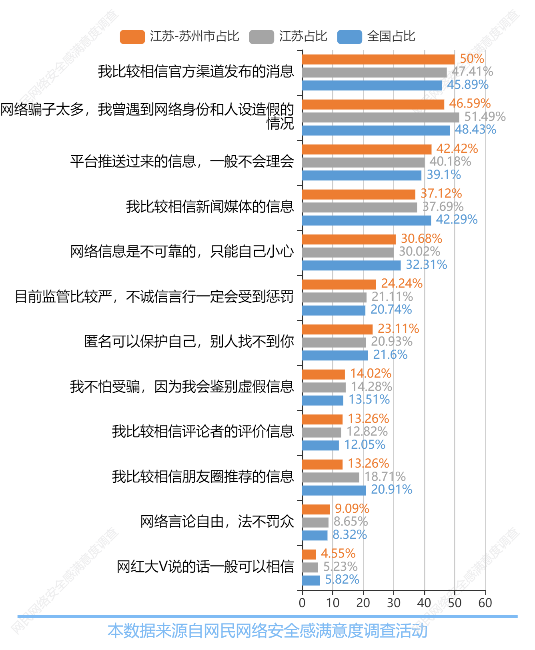 江苏-苏州市占比 江苏占比 全国占比
我比较相信官方渠道发布的消息
50%
47.41%
45.89%
网络骗子太多，我曾遇到网络身份和人设造假的
情况
46.59%
51.49%
48.43%
平台推送过来的信息，一般不会理会
42.42%
40.18%
39.1%
我比较相信新闻媒体的信息
37.12%
37.69%
42.29%
网络信息是不可靠的，只能自己小心
30.68%
30.02%
32.31%
目前监管比较严，不诚信言行一定会受到惩罚
24.24%
21.11%
20.74%
匿名可以保护自己，别人找不到你
23.11%
20.93%
21.6%
我不怕受骗，因为我会鉴别虚假信息
14.02%
14.28%
13.51%
我比较相信评论者的评价信息
13.26%
12.82%
12.05%
我比较相信朋友圈推荐的信息
13.26%
18.71%
20.91%
网络言论自由，法不罚众
9.09%
8.65%
8.32%
网红大V说的话一般可以相信
4.55%
5.23%
5.82%
0 10 20 30 40 50 60
本数据来源自网民网络安全感满意度调查活动